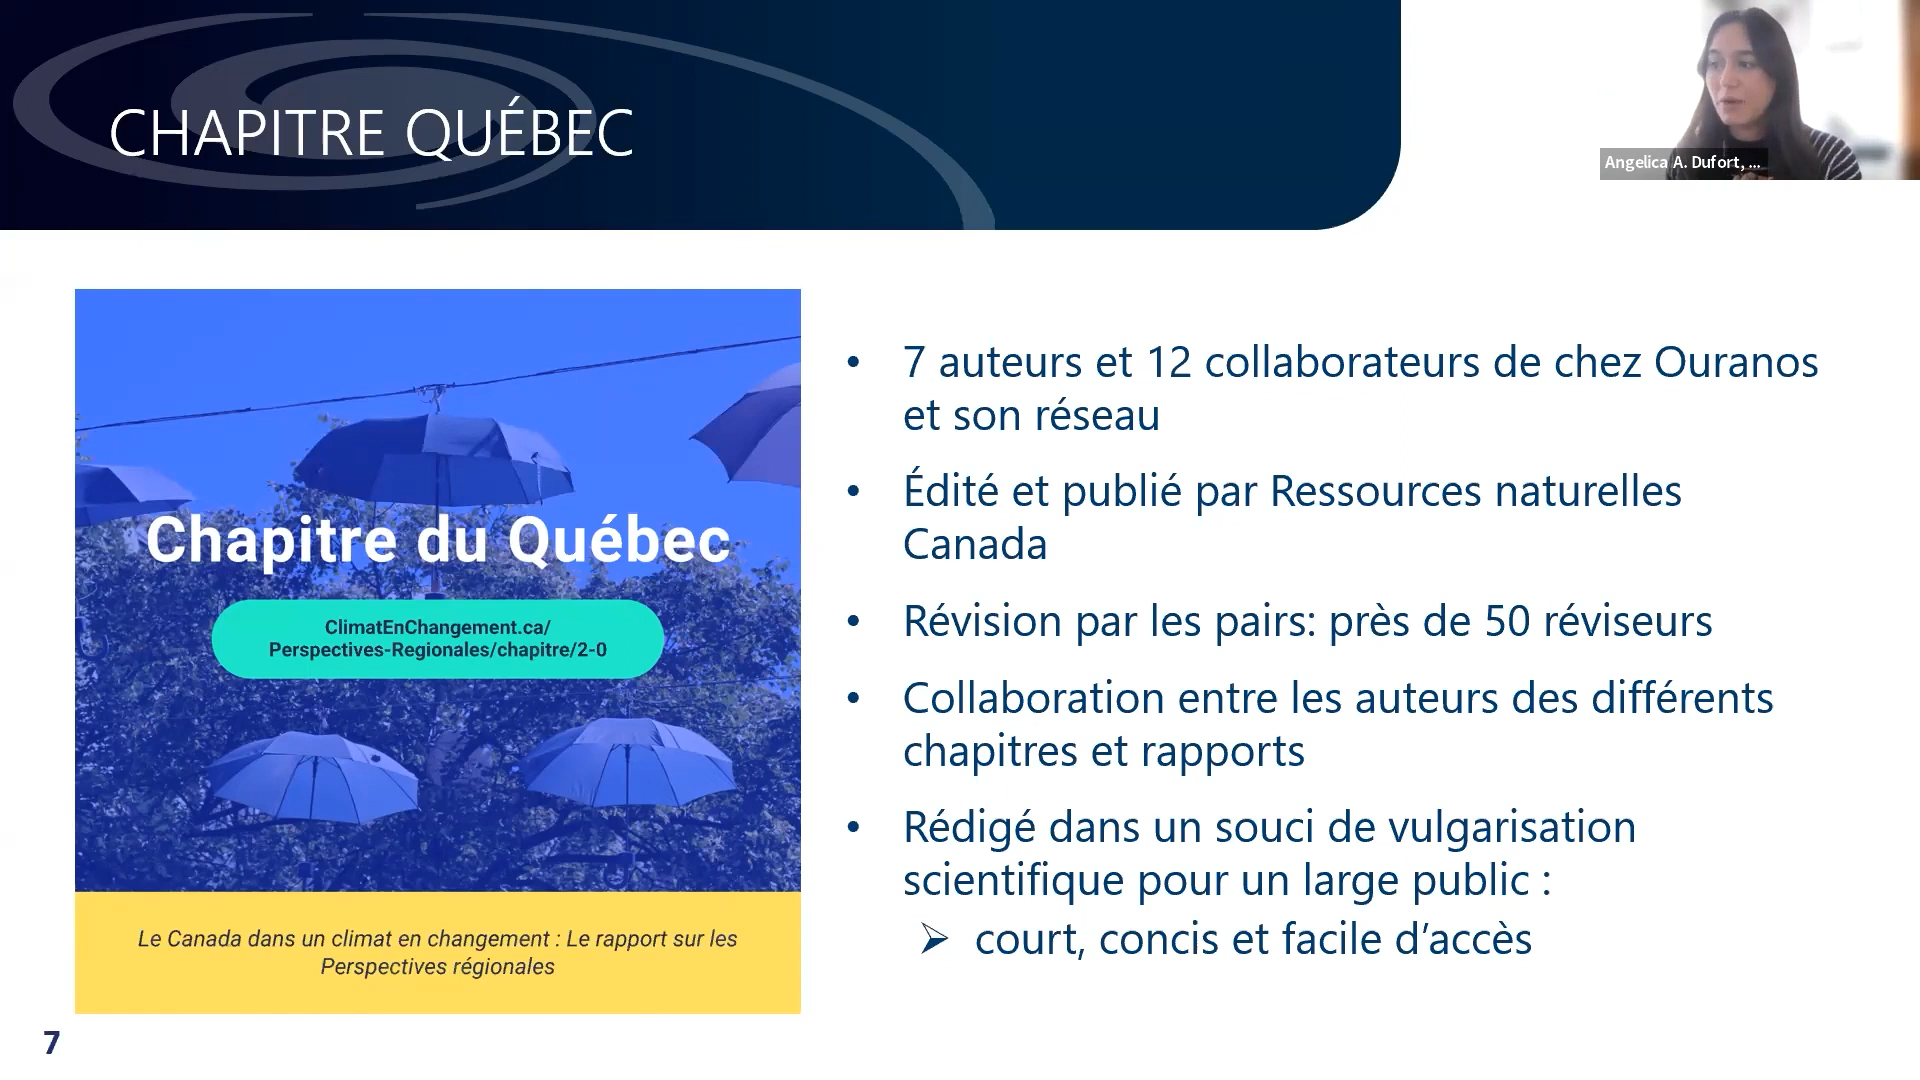 CHAPITRE QUÉBEC
Angelica A. Dufort, ...
Chapitre du Québec
ClimatEnChangement.ca/
Perspectives-Regionales/chapitre/2-0
Le Canada dans un climat en changement : Le rapport sur les
Perspectives régionales
• 7 auteurs et 12 collaborateurs de chez Ouranos
et son réseau
• Édité et publié par Ressources naturelles
Canada
• Révision par les pairs: près de 50 réviseurs
• Collaboration entre les auteurs des différents
chapitres et rapports
• Rédigé dans un souci de vulgarisation
scientifique pour un large public :
➢ court, concis et facile d’accès
7